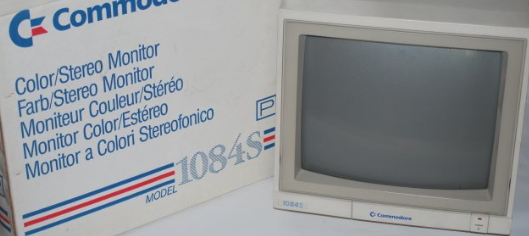 Commodore
Color/Stereo Monitor
Farb/Stereo Monitor
Moniteur Couleur/Stéréo
Monitor Color/Estéreo
Monitor a Colori Stereofonico
MODEL 1084S
1084S
Commodore